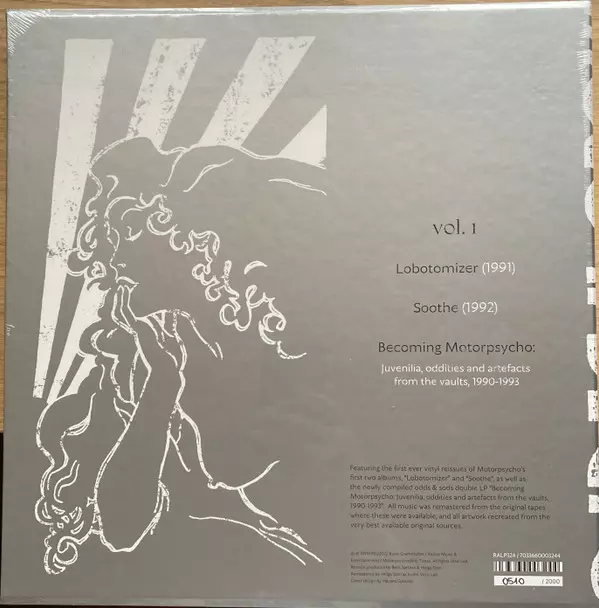 vol. 1
Lobotomizer (1991)
Soothe (1992)
Becoming Motorpsycho:
Juvenilia, oddities and artefacts
from the vaults, 1990-1993
Featuring the first ever vinyl reissues of Motorpsycho's
first two albums, "Lobotomizer" and "Soothe", as well as
the newly compiled odds & sods double LP "Becoming
Motorpsycho: Juvenilia, oddities and artefacts from the vaults,
1990-1993". All music was remastered from the original tapes
where these were available, and all artwork recreated from the
very best available original sources.
RALP324 / 7033660003244
0540 / 2000